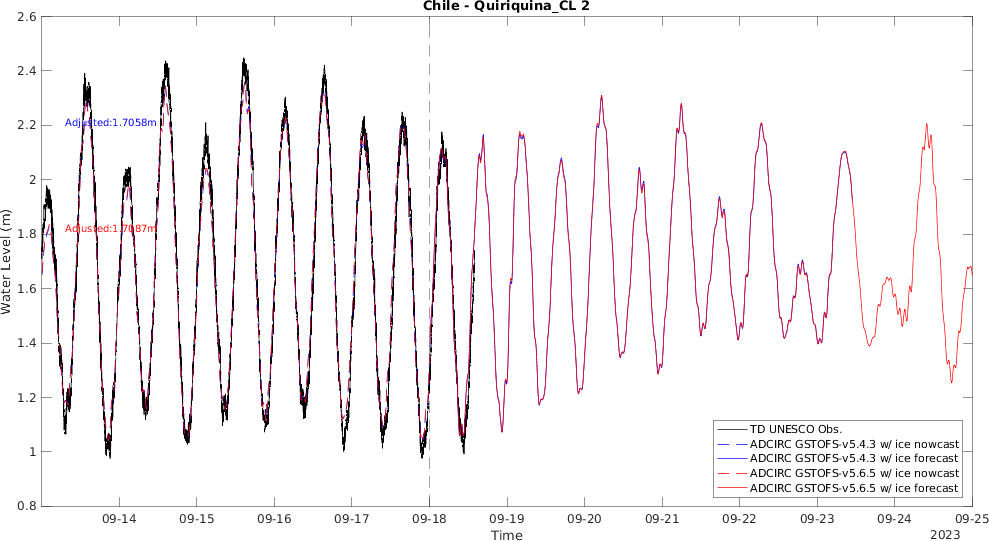 Chile - Quiriquina_CL 2
2.6
2.4
2.2
2
1.8
1.6
1.4
1.2
1
0.8
Water Level (m)
Adjusted:1.7058m
Adjusted:1.7087m
TD UNESCO Obs.
ADCIRC GSTOFS-v5.4.3 w/ ice nowcast
ADCIRC GSTOFS-v5.4.3 w/ ice forecast
ADCIRC GSTOFS-v5.6.5 w/ ice nowcast
ADCIRC GSTOFS-v5.6.5 w/ ice forecast
09-14 09-15 09-16 09-17 09-18 09-19 09-20 09-21 09-22 09-23 09-24 09-25
Time
2023